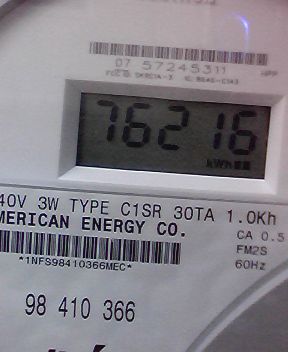 07 57245311
76216
kWh
40V 3W TYPE C1SR 30TA 1.0Kh
MERICAN ENERGY CO.
CA 0.5
FM2S
*1NFS98410366MEC*
60Hz
98 410 366